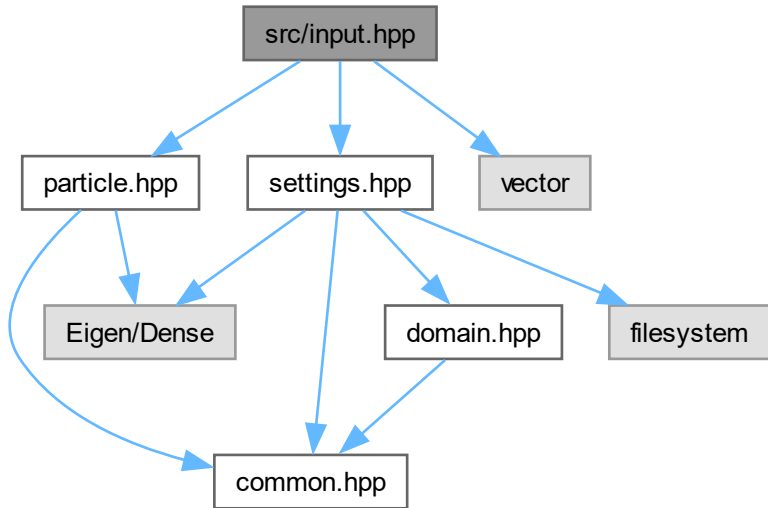 src/input.hpp
particle.hpp
settings.hpp
vector
Eigen/Dense
domain.hpp
filesystem
common.hpp